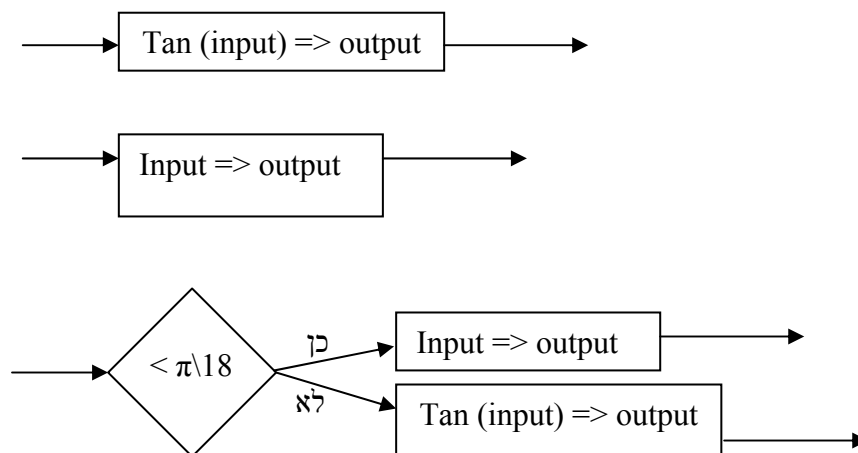 Tan (input) => output
Input => output
כן
Input => output
< π\18
לא
Tan (input) => output